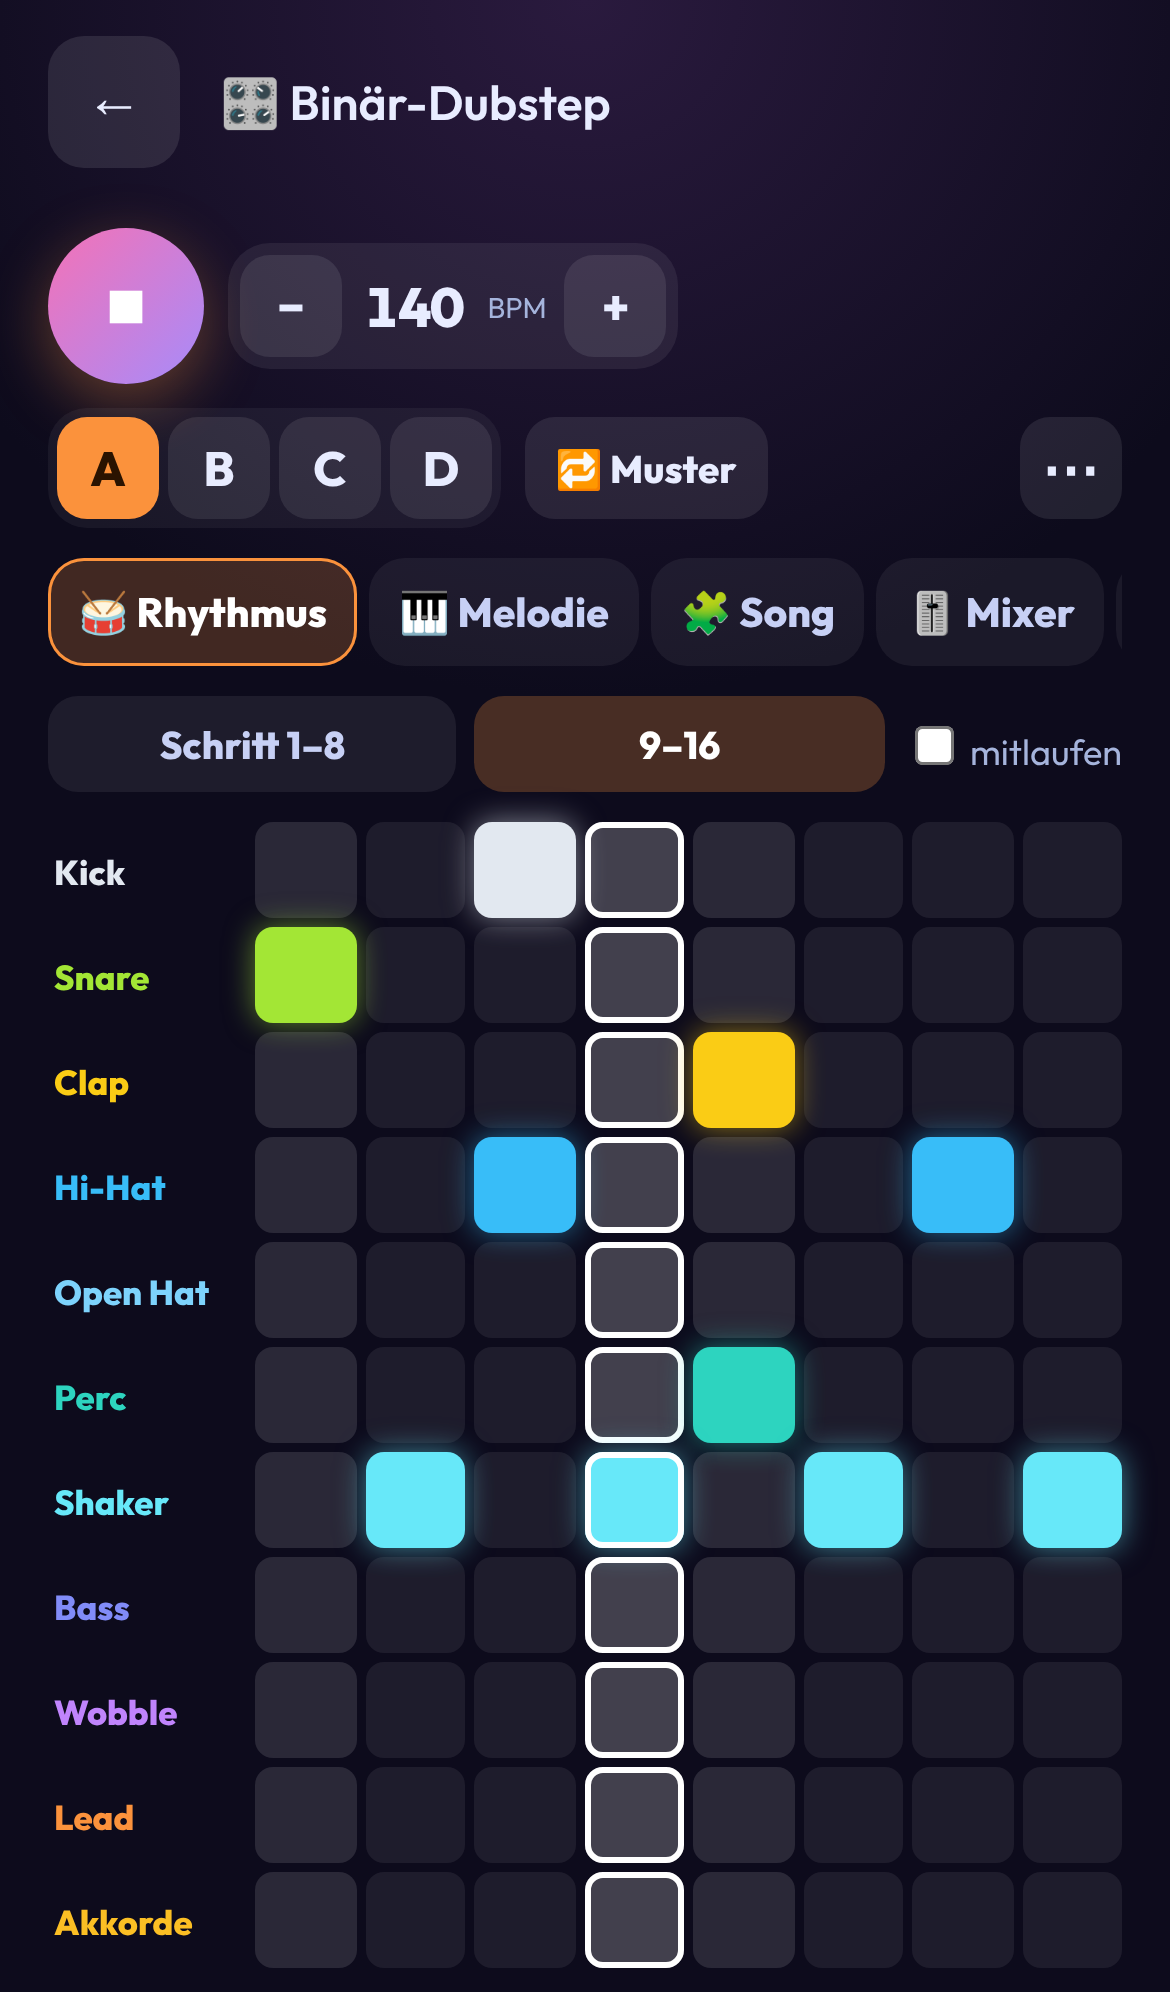 ← Binär-Dubstep
− 140 BPM +
A B C D Muster ...
Rhythmus Melodie Song Mixer
Schritt 1–8 9–16 mitlaufen
Kick
Snare
Clap
Hi-Hat
Open Hat
Perc
Shaker
Bass
Wobble
Lead
Akkorde